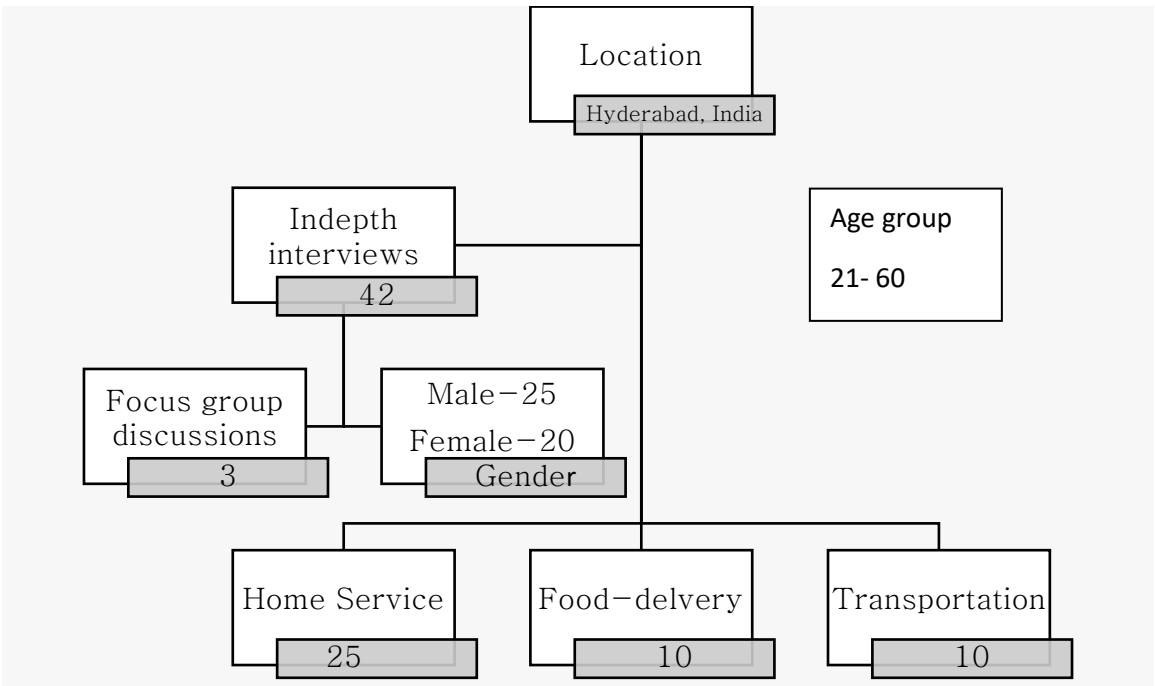 Location
Hyderabad, India
Indepth
interviews
42
Age group
21- 60
Focus group
discussions
3
Male-25
Female-20
Gender
Home Service
25
Food-delvery
10
Transportation
10